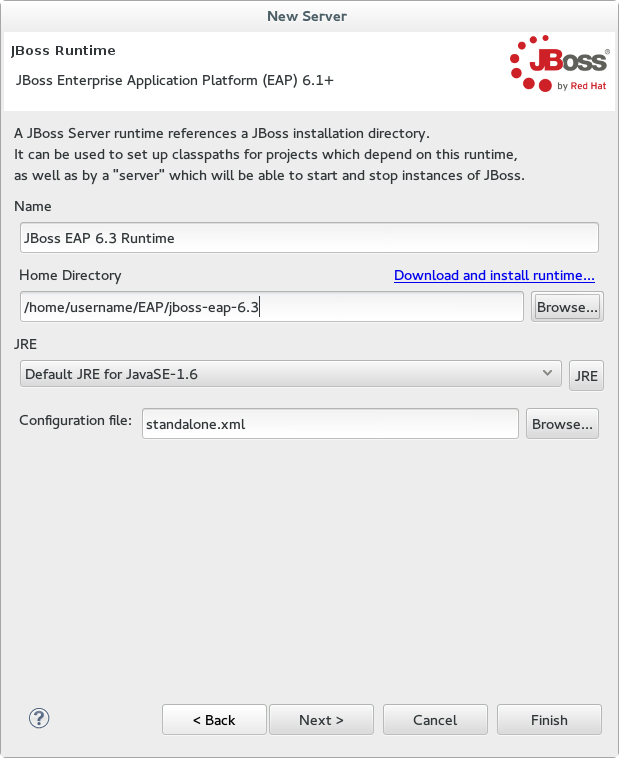 New Server
JBoss Runtime
JBoss Enterprise Application Platform (EAP) 6.1+
JBoss®
by Red Hat
A JBoss Server runtime references a JBoss installation directory.
It can be used to set up classpaths for projects which depend on this runtime,
as well as by a "server" which will be able to start and stop instances of JBoss.
Name
JBoss EAP 6.3 Runtime
Home Directory Download and install runtime...
/home/username/EAP/jboss-eap-6.3 Browse...
JRE
Default JRE for JavaSE-1.6 JRE
Configuration file: standalone.xml Browse...
? < Back Next > Cancel Finish